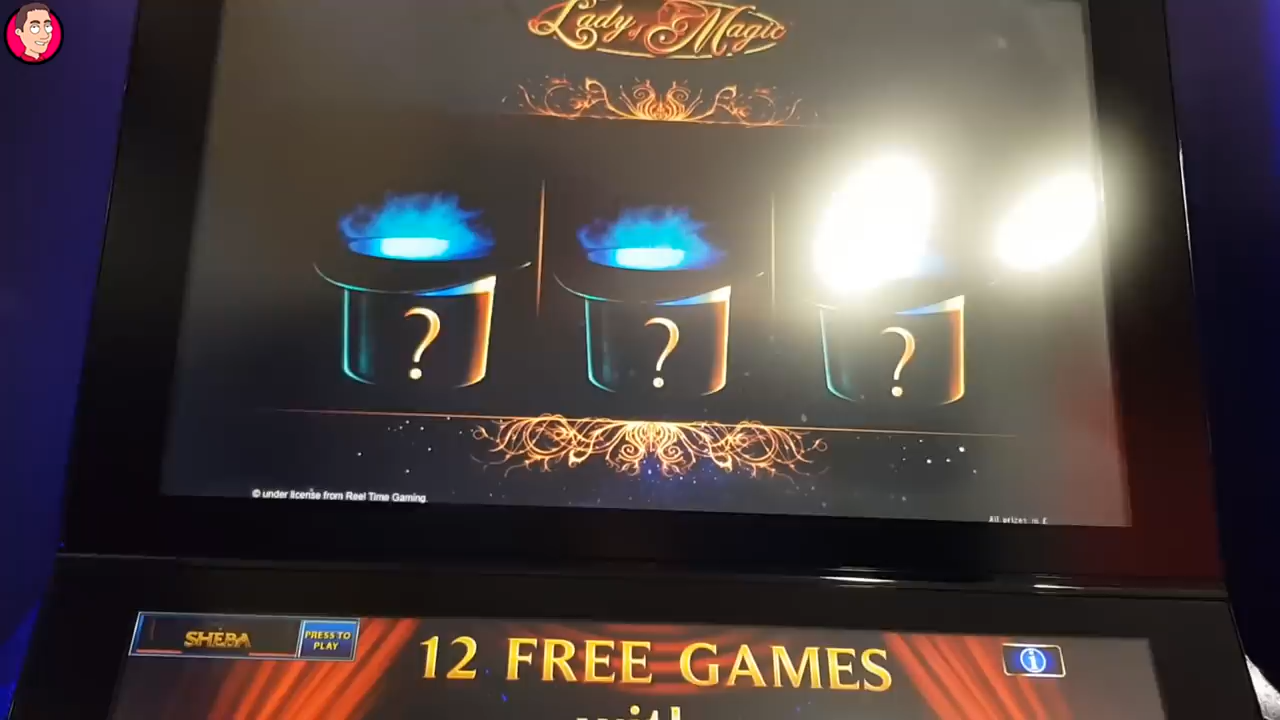 Lady of Magic
? ? ?
© under license from Reel Time Gaming.
All prizes in £
SHEBA
PRESS TO
PLAY
12 FREE GAMES
with